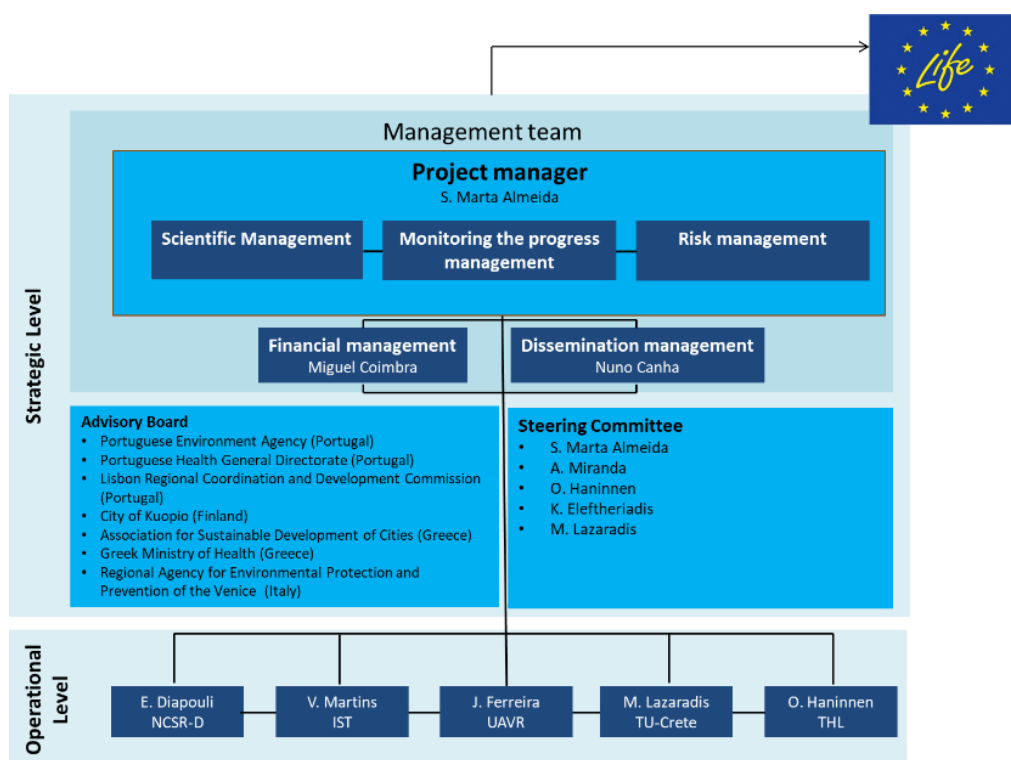 Life
Management team
Project manager
S. Marta Almeida
Scientific Management
Monitoring the progress
management
Risk management
Financial management
Miguel Coimbra
Dissemination management
Nuno Canha
Strategic Level
Advisory Board
• Portuguese Environment Agency (Portugal)
• Portuguese Health General Directorate (Portugal)
• Lisbon Regional Coordination and Development Commission
(Portugal)
• City of Kuopio (Finland)
• Association for Sustainable Development of Cities (Greece)
• Greek Ministry of Health (Greece)
• Regional Agency for Environmental Protection and
Prevention of the Venice (Italy)
Steering Committee
• S. Marta Almeida
• A. Miranda
• O. Haninnen
• K. Eleftheriadis
• M. Lazaradis
Operational
Level
E. Diapouli
NCSR-D
V. Martins
IST
J. Ferreira
UAVR
M. Lazaradis
TU-Crete
O. Haninnen
THL